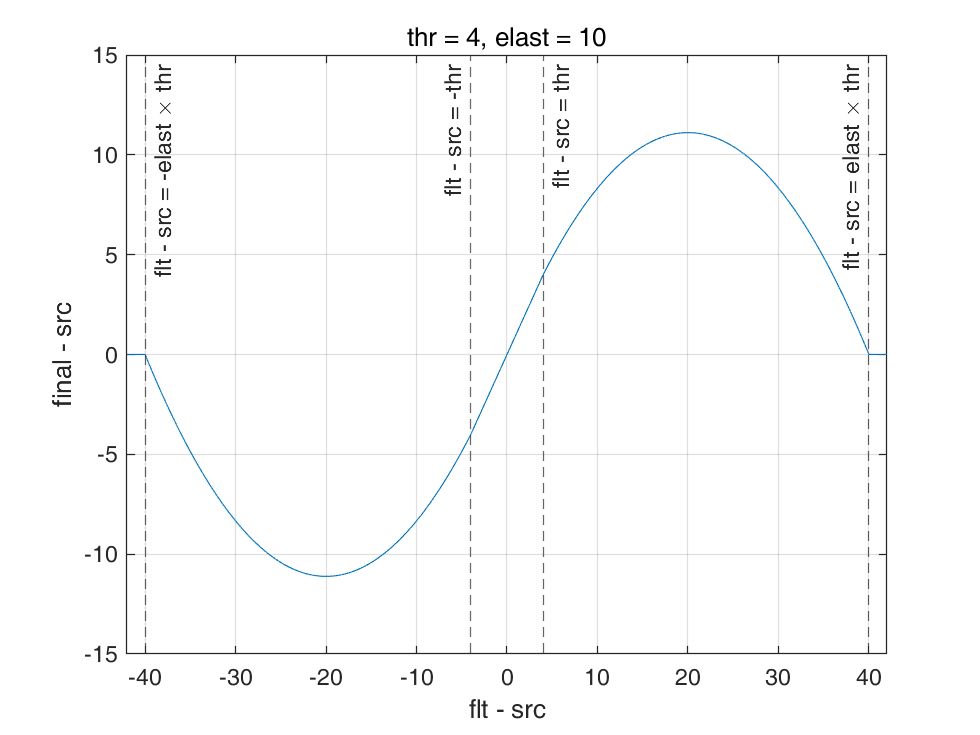 thr = 4, elast = 10
15
10
5
0
-5
-10
-15
final - src
flt - src = -elast × thr
flt - src = -thr
flt - src = thr
flt - src = elast × thr
-40
-30
-20
-10
0
10
20
30
40
flt - src